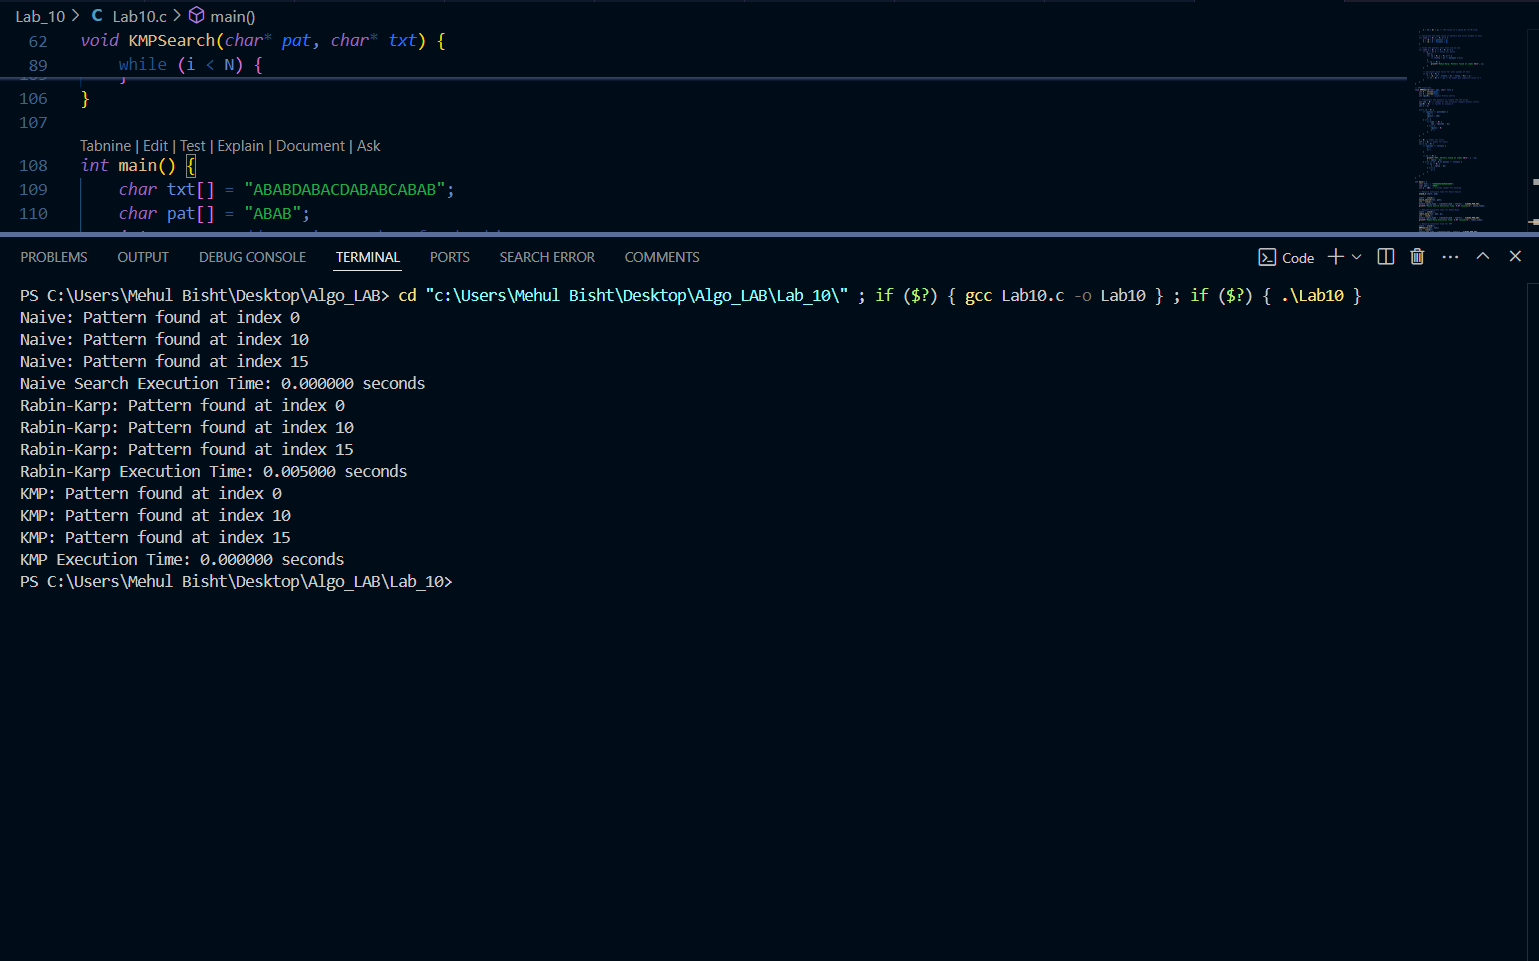 Lab_10 > C Lab10.c > main()
62 void KMPSearch(char* pat, char* txt) {
89 while (i < N) {
106 }
107
Tabnine | Edit | Test | Explain | Document | Ask
108 int main() {
109 char txt[] = "ABABDABACDABABCABAB";
110 char pat[] = "ABAB";
PROBLEMS OUTPUT DEBUG CONSOLE TERMINAL PORTS SEARCH ERROR COMMENTS Code
PS C:\Users\Mehul Bisht\Desktop\Algo_LAB> cd "c:\Users\Mehul Bisht\Desktop\Algo_LAB\Lab_10\" ; if ($?) { gcc Lab10.c -o Lab10 } ; if ($?) { .\Lab10 }
Naive: Pattern found at index 0
Naive: Pattern found at index 10
Naive: Pattern found at index 15
Naive Search Execution Time: 0.000000 seconds
Rabin-Karp: Pattern found at index 0
Rabin-Karp: Pattern found at index 10
Rabin-Karp: Pattern found at index 15
Rabin-Karp Execution Time: 0.005000 seconds
KMP: Pattern found at index 0
KMP: Pattern found at index 10
KMP: Pattern found at index 15
KMP Execution Time: 0.000000 seconds
PS C:\Users\Mehul Bisht\Desktop\Algo_LAB\Lab_10>